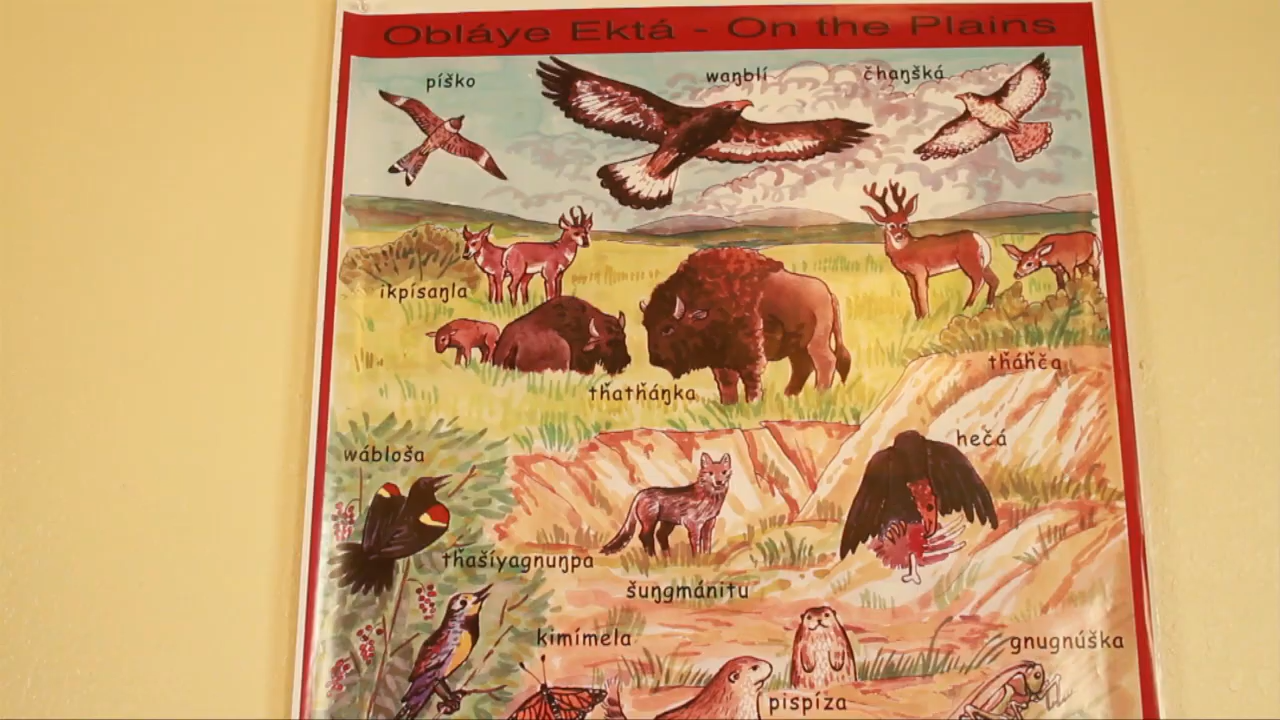 Obláye Ektá - On the Plains
píško
waŋblí
čhaŋšká
ikpísaŋla
tȟatȟáŋka
tȟáȟča
wábloša
hečá
tȟašíyagnuŋpa
šuŋgmánitu
kimímela
gnugnúška
pispíza